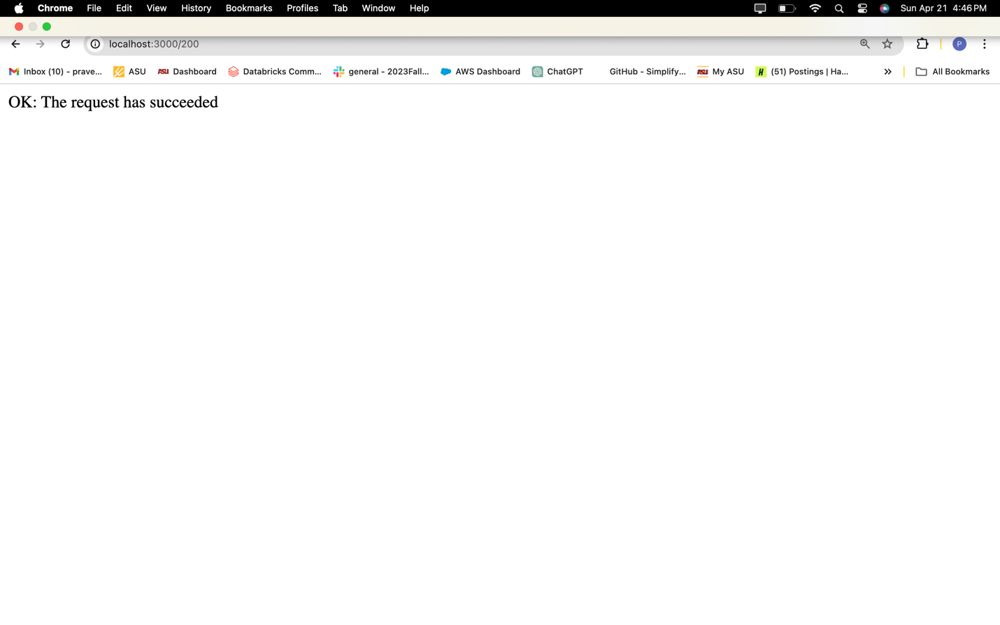 Chrome File Edit View History Bookmarks Profiles Tab Window Help Sun Apr 21 4:46 PM
localhost:3000/200 P
Inbox (10) - prave... ASU ASU Dashboard Databricks Comm... general - 2023Fall... AWS Dashboard ChatGPT GitHub - Simplify... ASU My ASU H (51) Postings | Ha... » All Bookmarks
OK: The request has succeeded